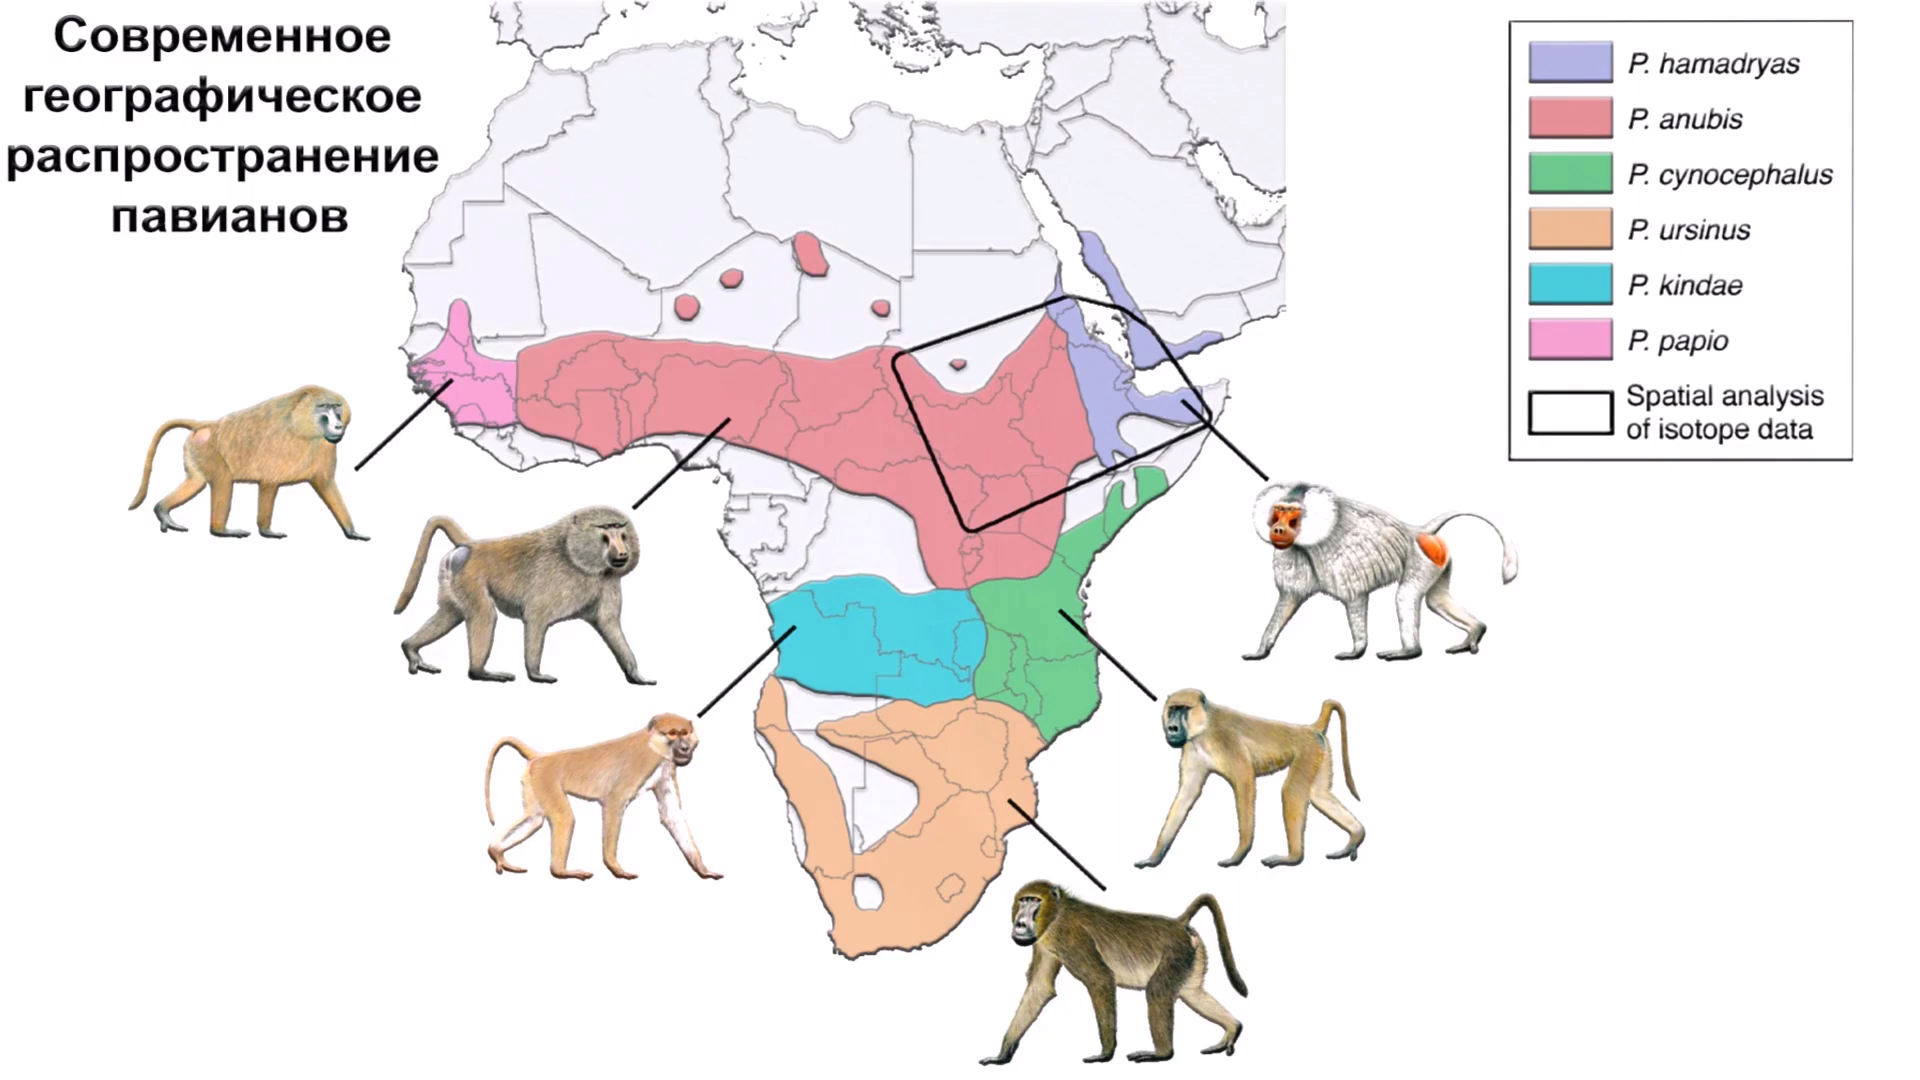 Современное
географическое
распространение
павианов
P. hamadryas
P. anubis
P. cynocephalus
P. ursinus
P. kindae
P. papio
Spatial analysis
of isotope data